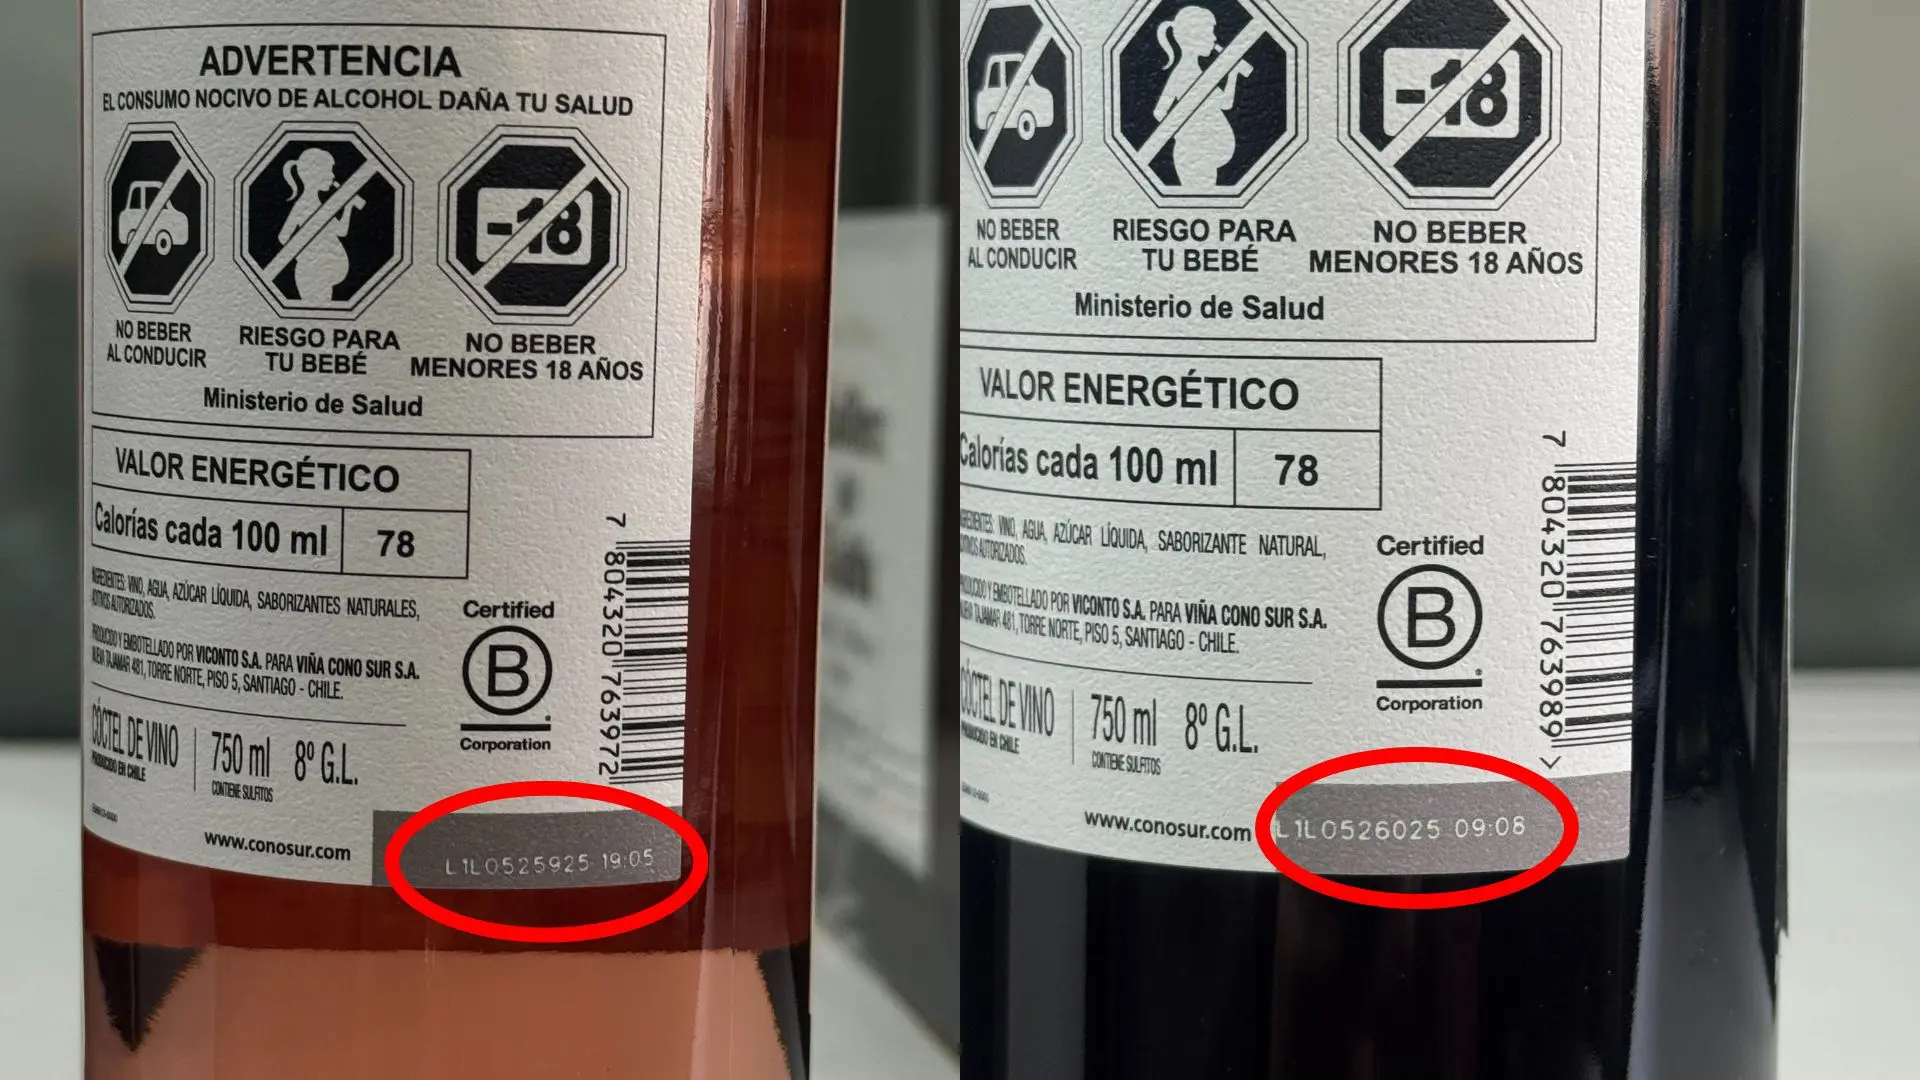 ADVERTENCIA
EL CONSUMO NOCIVO DE ALCOHOL DAÑA TU SALUD
-18
NO BEBER
AL CONDUCIR
RIESGO PARA
TU BEBÉ
NO BEBER
MENORES 18 AÑOS
Ministerio de Salud
VALOR ENERGÉTICO
Calorías cada 100 ml 78
INGREDIENTES: VINO, AGUA, AZÚCAR LÍQUIDA, SABORIZANTES NATURALES,
ADITIVOS AUTORIZADOS.
PRODUCIDO Y EMBOTELLADO POR VICONTO S.A. PARA VIÑA CONO SUR S.A.
NUEVA TAJAMAR 481, TORRE NORTE, PISO 5, SANTIAGO - CHILE.
Certified
B
Corporation
7 804320 763972
CÓCTEL DE VINO
PRODUCIDO EN CHILE
750 ml
CONTIENE SULFITOS
8º G.L.
www.conosur.com
L1L0525925 19:05
-18
NO BEBER
AL CONDUCIR
RIESGO PARA
TU BEBÉ
NO BEBER
MENORES 18 AÑOS
Ministerio de Salud
VALOR ENERGÉTICO
Calorías cada 100 ml 78
VINO, AGUA, AZÚCAR LÍQUIDA, SABORIZANTE NATURAL,
AUTORIZADOS.
Y EMBOTELLADO POR VICONTO S.A. PARA VIÑA CONO SUR S.A.
TAJAMAR 481, TORRE NORTE, PISO 5, SANTIAGO - CHILE.
Certified
B
Corporation
7 804320 763989 >
CÓCTEL DE VINO
PRODUCIDO EN CHILE
750 ml
CONTIENE SULFITOS
8º G.L.
www.conosur.com
L1L0526025 09:08